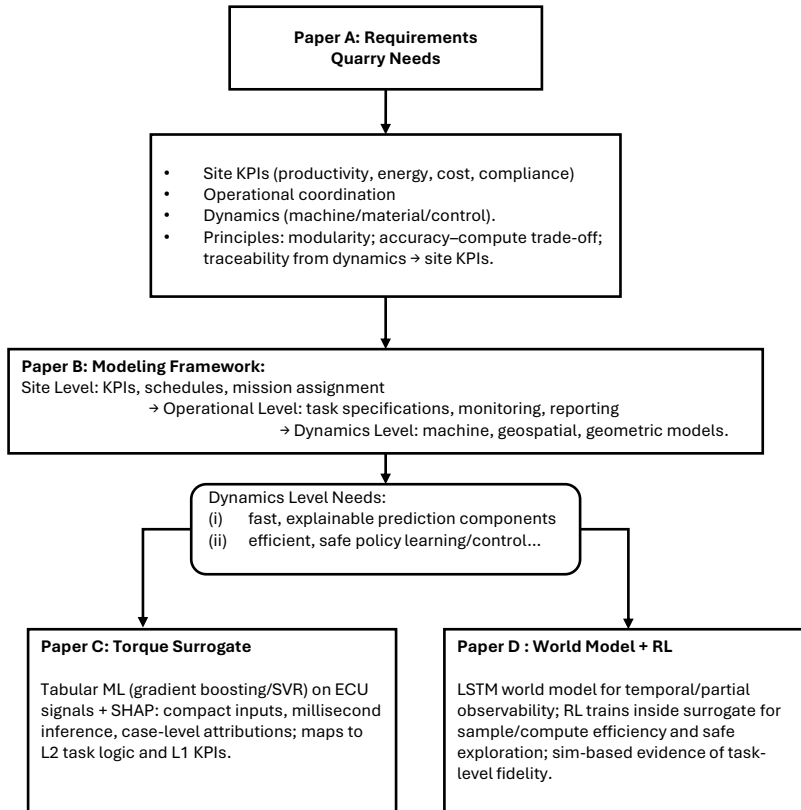 Paper A: Requirements
Quarry Needs
• Site KPIs (productivity, energy, cost, compliance)
• Operational coordination
• Dynamics (machine/material/control).
• Principles: modularity; accuracy–compute trade-off;
traceability from dynamics → site KPIs.
Paper B: Modeling Framework:
Site Level: KPIs, schedules, mission assignment
→ Operational Level: task specifications, monitoring, reporting
→ Dynamics Level: machine, geospatial, geometric models.
Dynamics Level Needs:
(i) fast, explainable prediction components
(ii) efficient, safe policy learning/control...
Paper C: Torque Surrogate
Tabular ML (gradient boosting/SVR) on ECU
signals + SHAP: compact inputs, millisecond
inference, case-level attributions; maps to
L2 task logic and L1 KPIs.
Paper D : World Model + RL
LSTM world model for temporal/partial
observability; RL trains inside surrogate for
sample/compute efficiency and safe
exploration; sim-based evidence of task-
level fidelity.